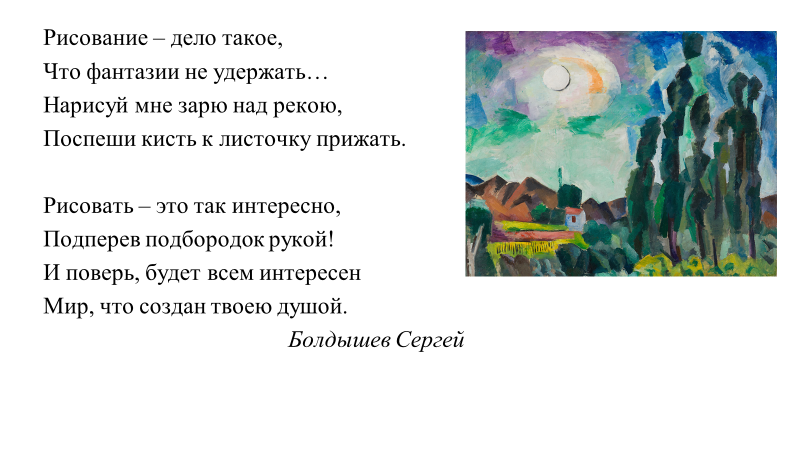 Рисование – дело такое,
Что фантазии не удержать…
Нарисуй мне зарю над рекою,
Поспеши кисть к листочку прижать.
Рисовать – это так интересно,
Подперев подбородок рукой!
И поверь, будет всем интересен
Мир, что создан твоею душой.
Болдышев Сергей